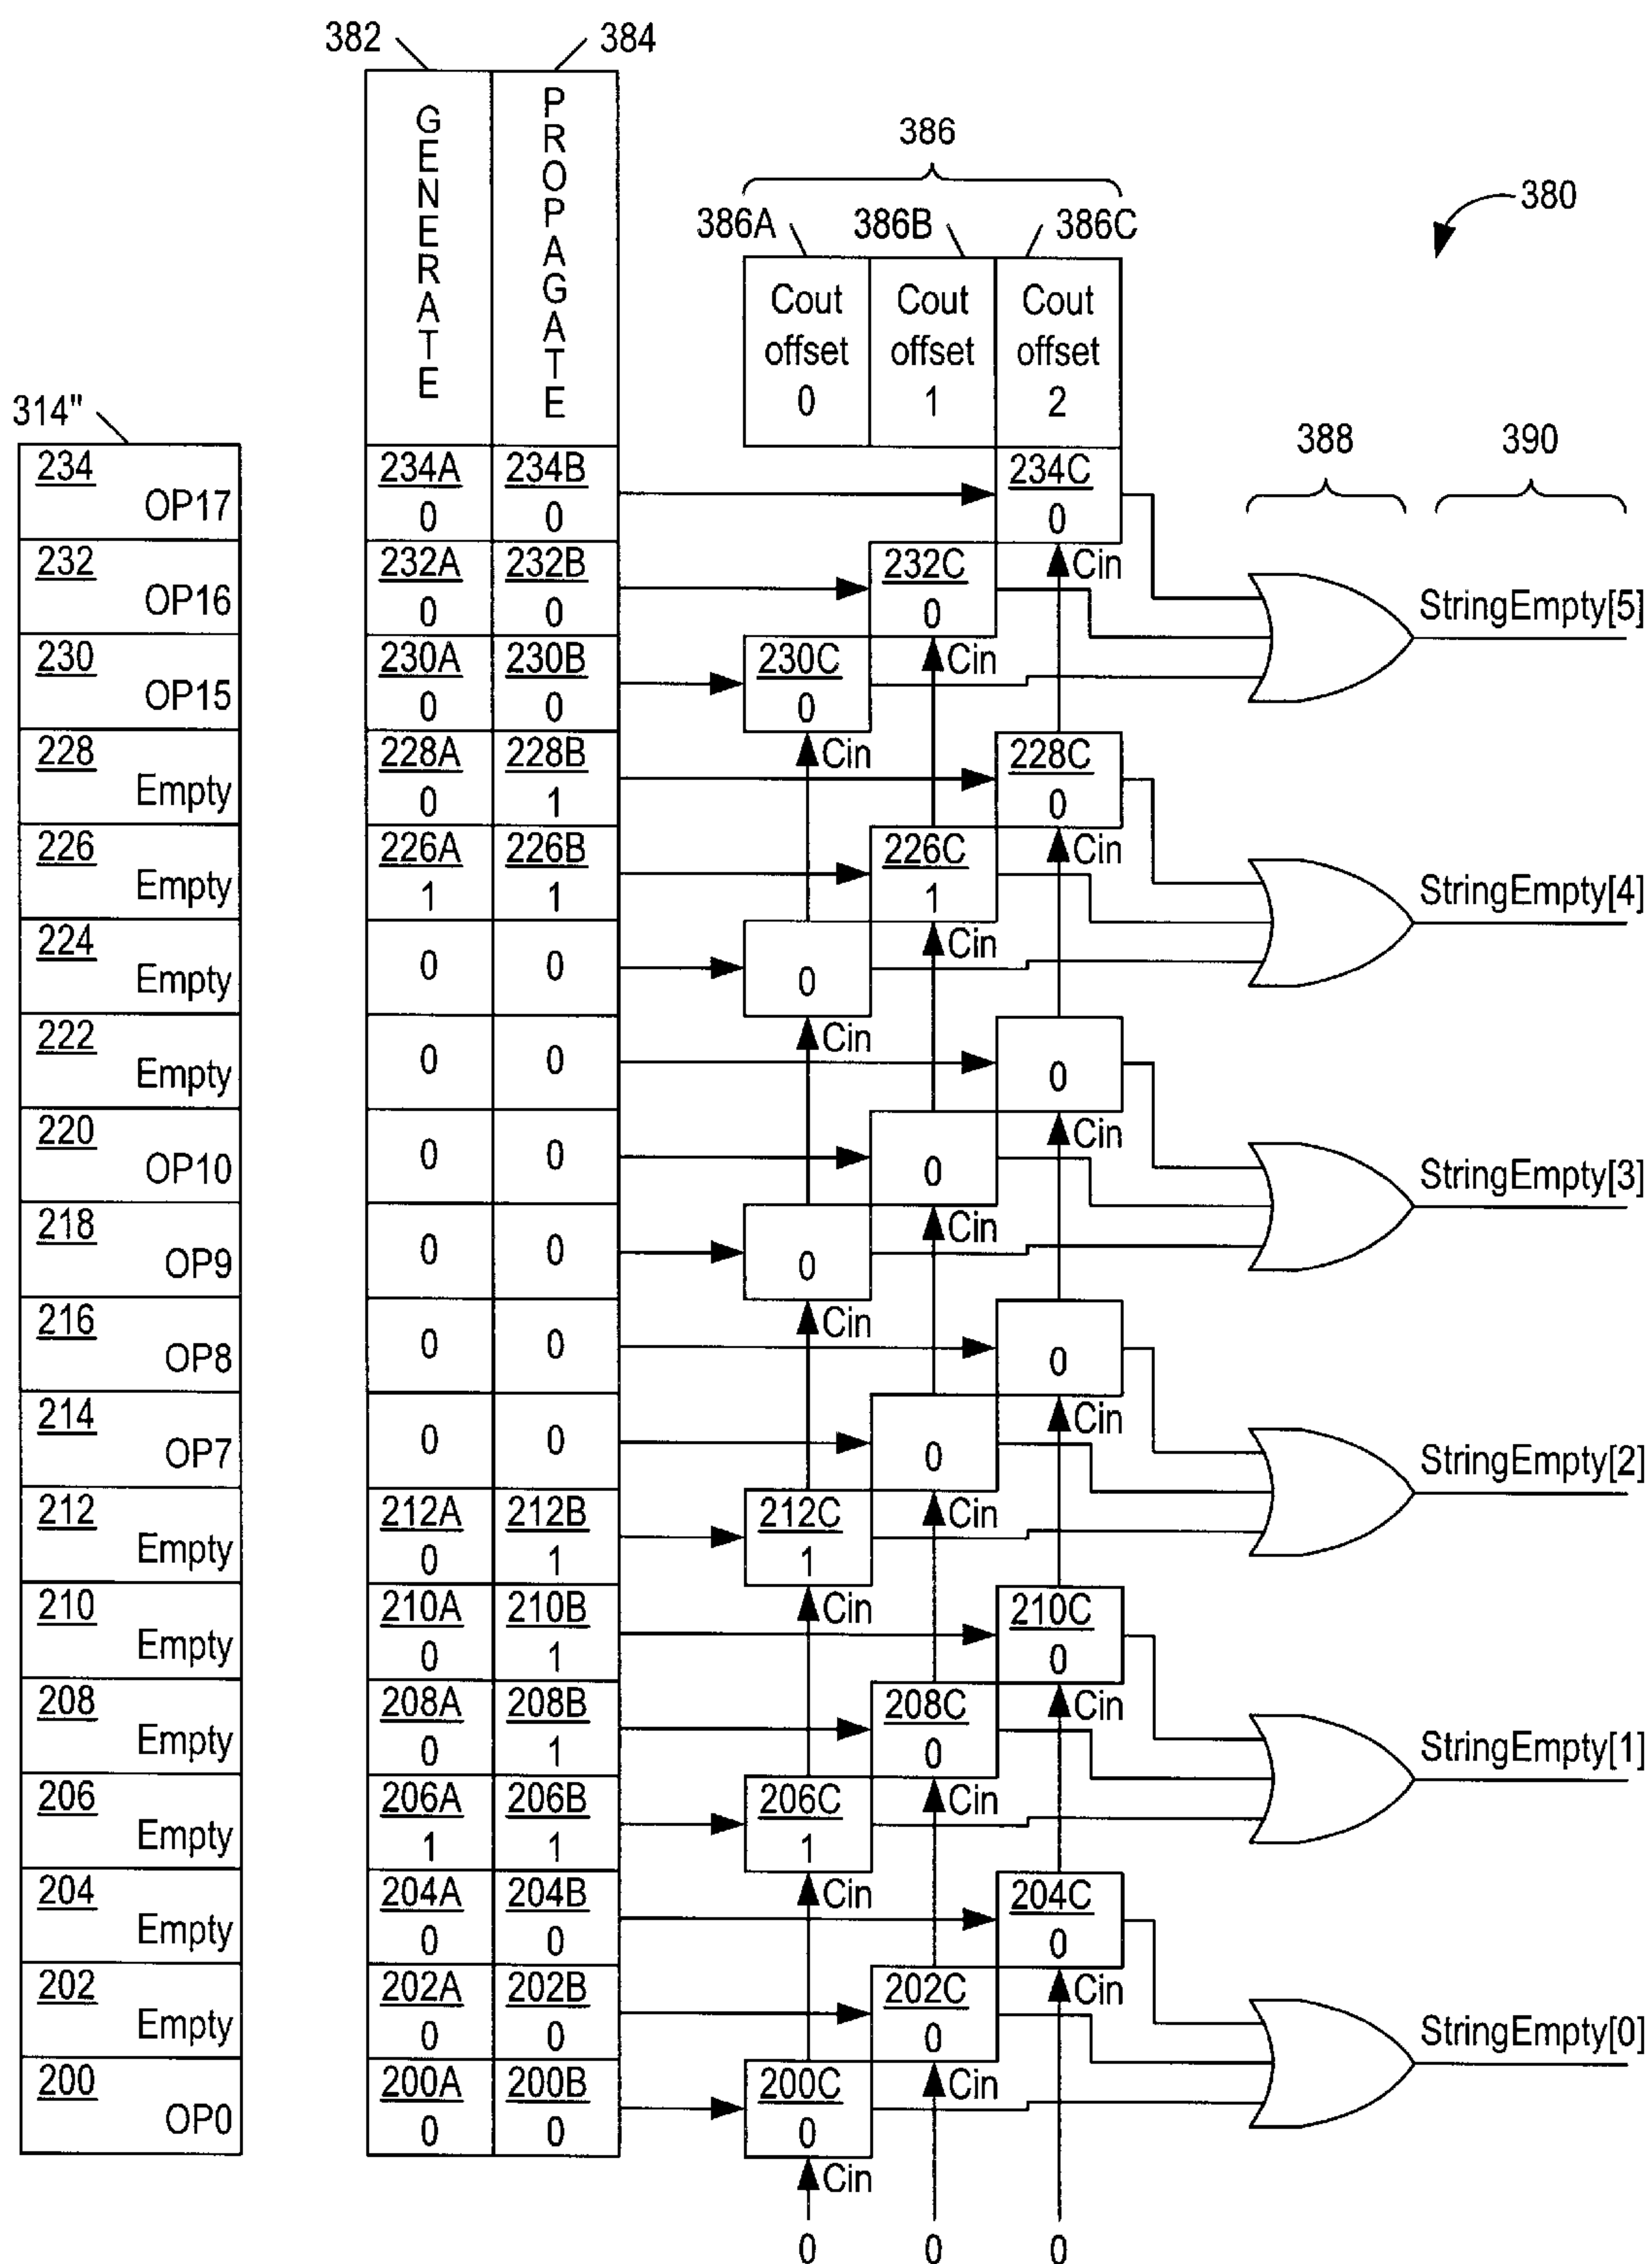 382 384
GENERATE
PROPAGATE
386
380
386A 386B 386C
Cout offset 0
Cout offset 1
Cout offset 2
314"
388 390
234 OP17 234A 0 234B 0 234C 0
232 OP16 232A 0 232B 0 232C 0 Cin
StringEmpty[5]
230 OP15 230A 0 230B 0 230C 0 Cin
228 Empty 228A 0 228B 1 Cin 228C 0
226 Empty 226A 1 226B 1 226C 1 Cin
StringEmpty[4]
224 Empty 0 0 0 Cin
222 Empty 0 0 Cin 0
220 OP10 0 0 0 Cin
StringEmpty[3]
218 OP9 0 0 0 Cin
216 OP8 0 0 Cin 0
214 OP7 0 0 0 Cin
StringEmpty[2]
212 Empty 212A 0 212B 1 212C 1 Cin
210 Empty 210A 0 210B 1 Cin 210C 0
208 Empty 208A 0 208B 1 208C 0 Cin
StringEmpty[1]
206 Empty 206A 1 206B 1 206C 1 Cin
204 Empty 204A 0 204B 0 Cin 204C 0
202 Empty 202A 0 202B 0 202C 0 Cin
StringEmpty[0]
200 OP0 200A 0 200B 0 200C 0 Cin
Cin
0 0 0